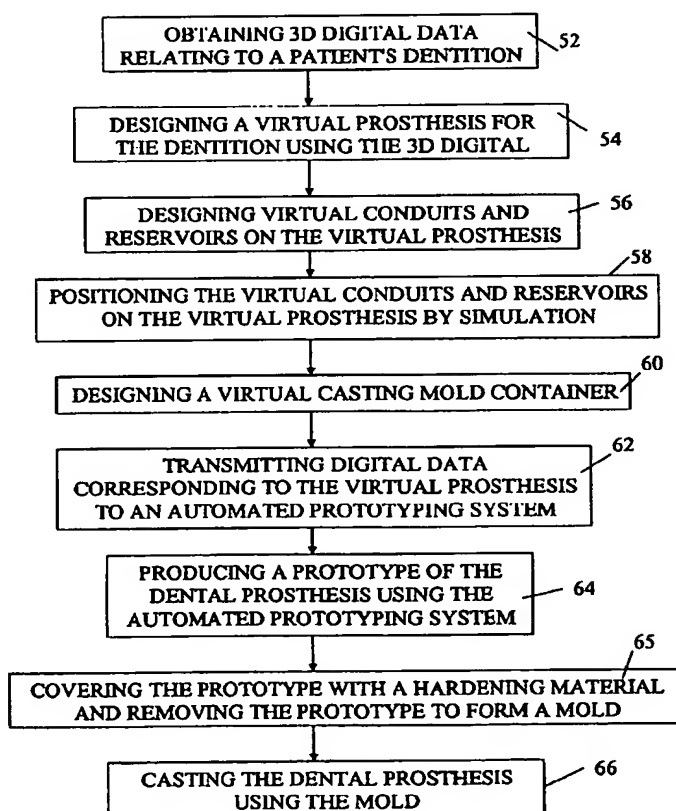 OBTAINING 3D DIGITAL DATA
RELATING TO A PATIENT'S DENTITION
52
DESIGNING A VIRTUAL PROSTHESIS FOR
THE DENTITION USING THE 3D DIGITAL
54
DESIGNING VIRTUAL CONDUITS AND
RESERVOIRS ON THE VIRTUAL PROSTHESIS
56
58
POSITIONING THE VIRTUAL CONDUITS AND RESERVOIRS
ON THE VIRTUAL PROSTHESIS BY SIMULATION
60
DESIGNING A VIRTUAL CASTING MOLD CONTAINER
62
TRANSMITTING DIGITAL DATA
CORRESPONDING TO THE VIRTUAL PROSTHESIS
TO AN AUTOMATED PROTOTYPING SYSTEM
PRODUCING A PROTOTYPE OF THE
DENTAL PROSTHESIS USING THE
AUTOMATED PROTOTYPING SYSTEM
64
65
COVERING THE PROTOTYPE WITH A HARDENING MATERIAL
AND REMOVING THE PROTOTYPE TO FORM A MOLD
CASTING THE DENTAL PROSTHESIS
USING THE MOLD
66